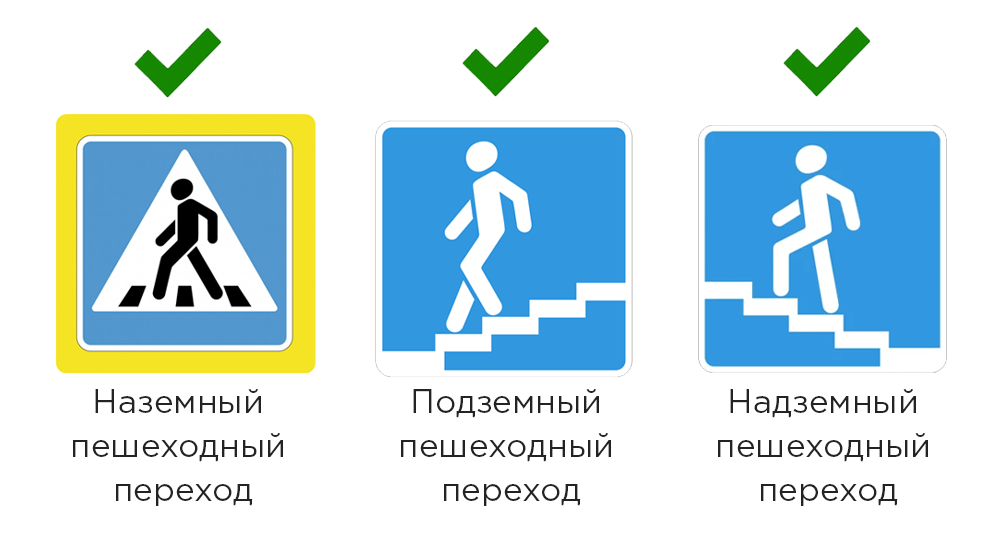 Наземный
пешеходный
переход
Подземный
пешеходный
переход
Надземный
пешеходный
переход